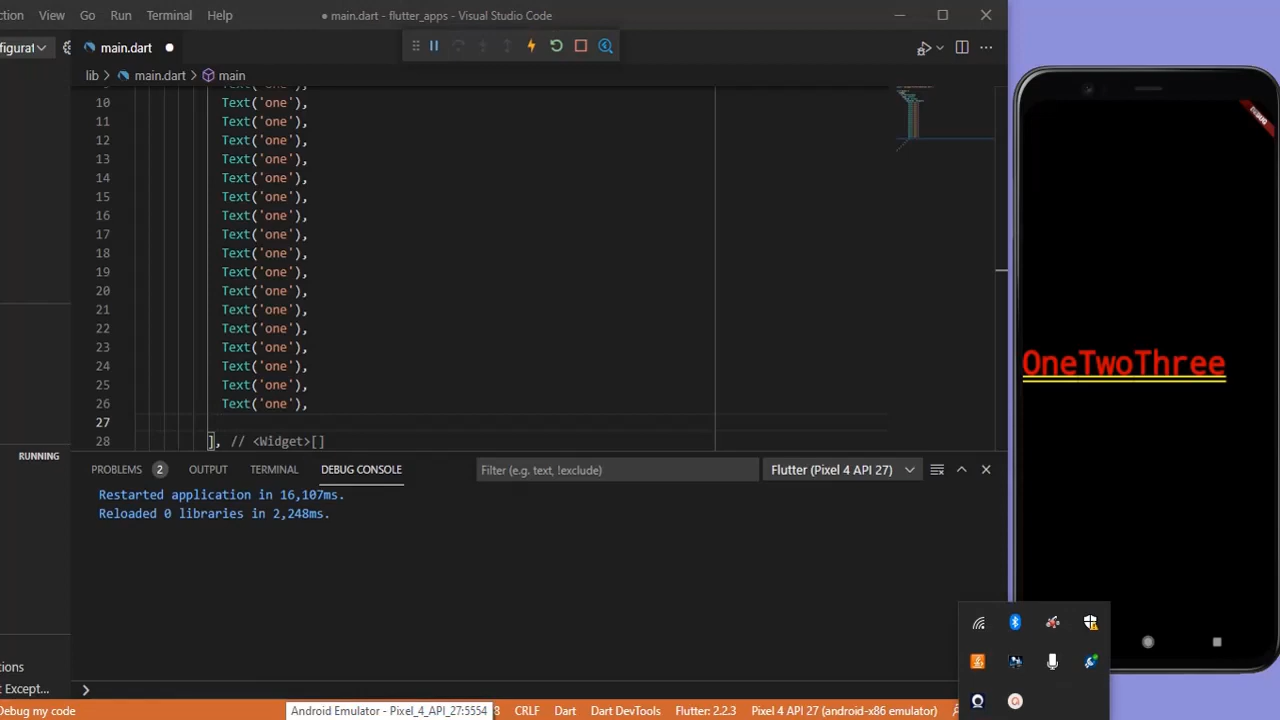 ction View Go Run Terminal Help
● main.dart - flutter_apps - Visual Studio Code
figurat
main.dart ●
lib > main.dart > main
10 Text('one'),
11 Text('one'),
12 Text('one'),
13 Text('one'),
14 Text('one'),
15 Text('one'),
16 Text('one'),
17 Text('one'),
18 Text('one'),
19 Text('one'),
20 Text('one'),
21 Text('one'),
22 Text('one'),
23 Text('one'),
24 Text('one'),
25 Text('one'),
26 Text('one'),
27
28 ], // <Widget>[]
DEBUG
OneTwoThree
RUNNING
PROBLEMS 2 OUTPUT TERMINAL DEBUG CONSOLE
Filter (e.g. text, !exclude)
Flutter (Pixel 4 API 27)
Restarted application in 16,107ms.
Reloaded 0 libraries in 2,248ms.
tions
t Except...
>
Debug my code
Android Emulator - Pixel_4_API_27:5554
8 CRLF Dart Dart DevTools Flutter: 2.2.3 Pixel 4 API 27 (android-x86 emulator)